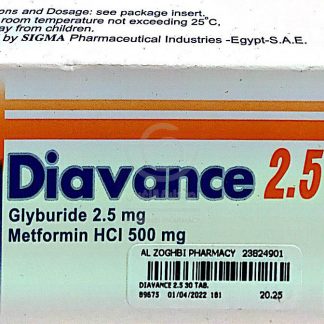 ons and Dosage: see package insert,
room temperature not exceeding 25°C,
ay from children.
by SIGMA Pharmaceutical Industries -Egypt-S.A.E.
Diavance 2.5
Glyburide 2.5 mg
Metformin HCl 500 mg
AL ZOGHBI PHARMACY 23824901
DIAVANCE 2.5 30 TAB.
B9675 01/04/2022 181 20.25